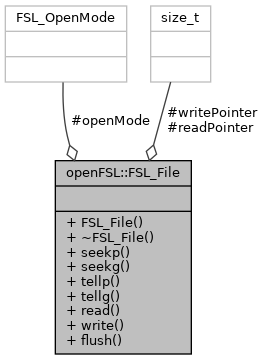 FSL_OpenMode
size_t
#openMode
#writePointer
#readPointer
openFSL::FSL_File
+ FSL_File()
+ ~FSL_File()
+ seekp()
+ seekg()
+ tellp()
+ tellg()
+ read()
+ write()
+ flush()